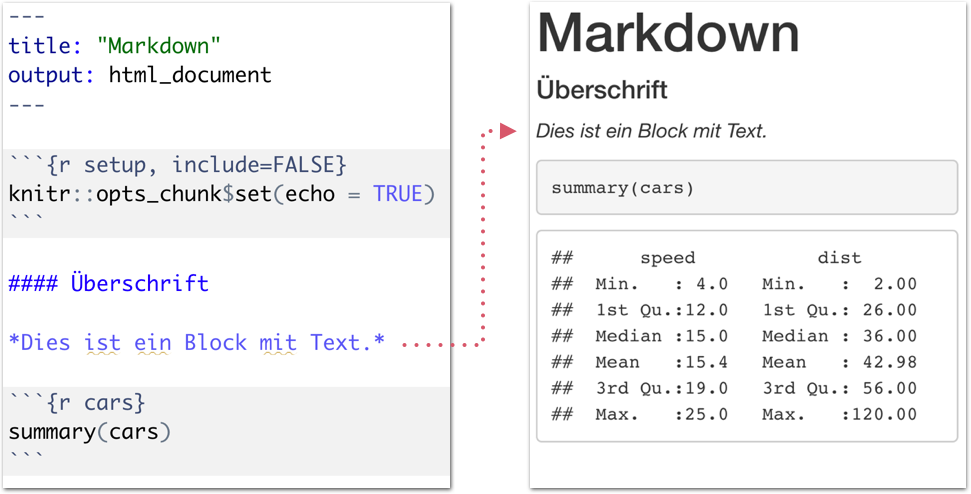 ---
title: "Markdown"
output: html_document
---
```{r setup, include=FALSE}
knitr::opts_chunk$set(echo = TRUE)
```
#### Überschrift
*Dies ist ein Block mit Text.*
```{r cars}
summary(cars)
```
Markdown
Überschrift
Dies ist ein Block mit Text.
summary(cars)
##      speed           dist
##  Min.   : 4.0   Min.   :  2.00
##  1st Qu.:12.0   1st Qu.: 26.00
##  Median :15.0   Median : 36.00
##  Mean   :15.4   Mean   : 42.98
##  3rd Qu.:19.0   3rd Qu.: 56.00
##  Max.   :25.0   Max.   :120.00